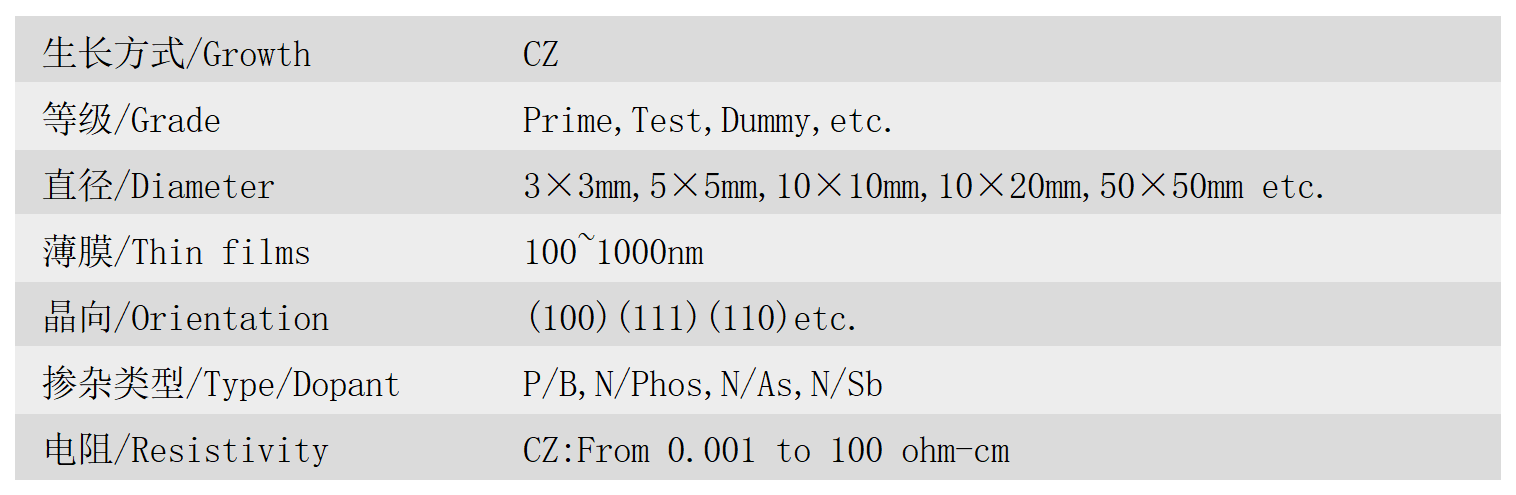 生长方式/Growth CZ
等级/Grade Prime,Test,Dummy,etc.
直径/Diameter 3×3mm,5×5mm,10×10mm,10×20mm,50×50mm etc.
薄膜/Thin films 100~1000nm
晶向/Orientation (100)(111)(110)etc.
掺杂类型/Type/Dopant P/B,N/Phos,N/As,N/Sb
电阻/Resistivity CZ:From 0.001 to 100 ohm-cm